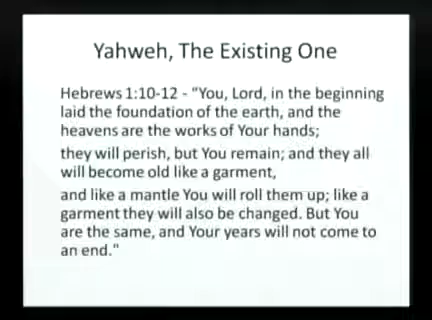 Yahweh, The Existing One
Hebrews 1:10-12 - "You, Lord, in the beginning
laid the foundation of the earth, and the
heavens are the works of Your hands;
they will perish, but You remain; and they all
will become old like a garment,
and like a mantle You will roll them up; like a
garment they will also be changed. But You
are the same, and Your years will not come to
an end."